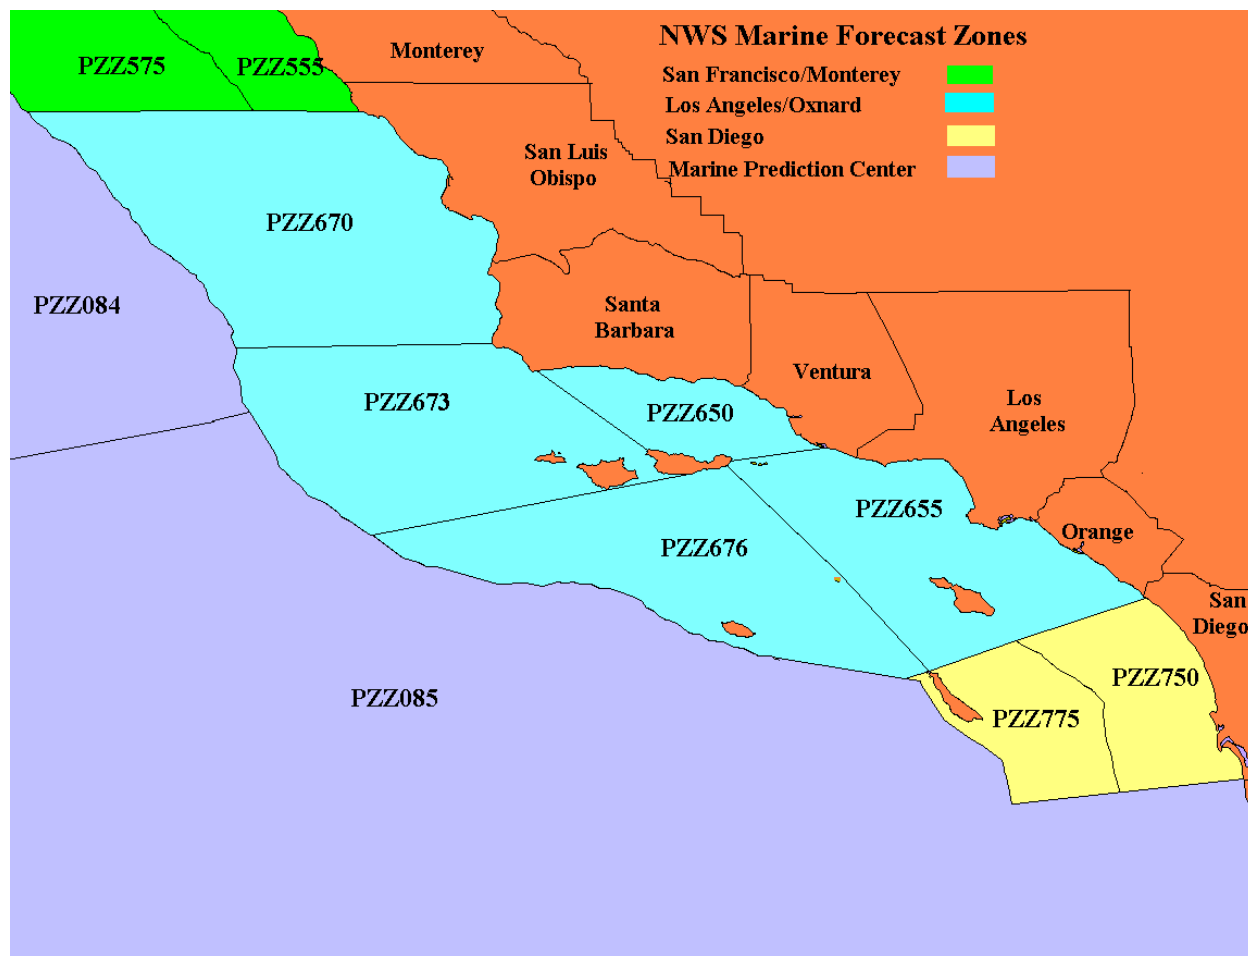 NWS Marine Forecast Zones
San Francisco/Monterey
Los Angeles/Oxnard
San Diego
Marine Prediction Center
PZZ575
PZZ555
Monterey
San Luis
Obispo
PZZ670
PZZ084
Santa
Barbara
Ventura
Los
Angeles
PZZ673
PZZ650
PZZ655
Orange
PZZ676
San
Diego
PZZ085
PZZ775
PZZ750